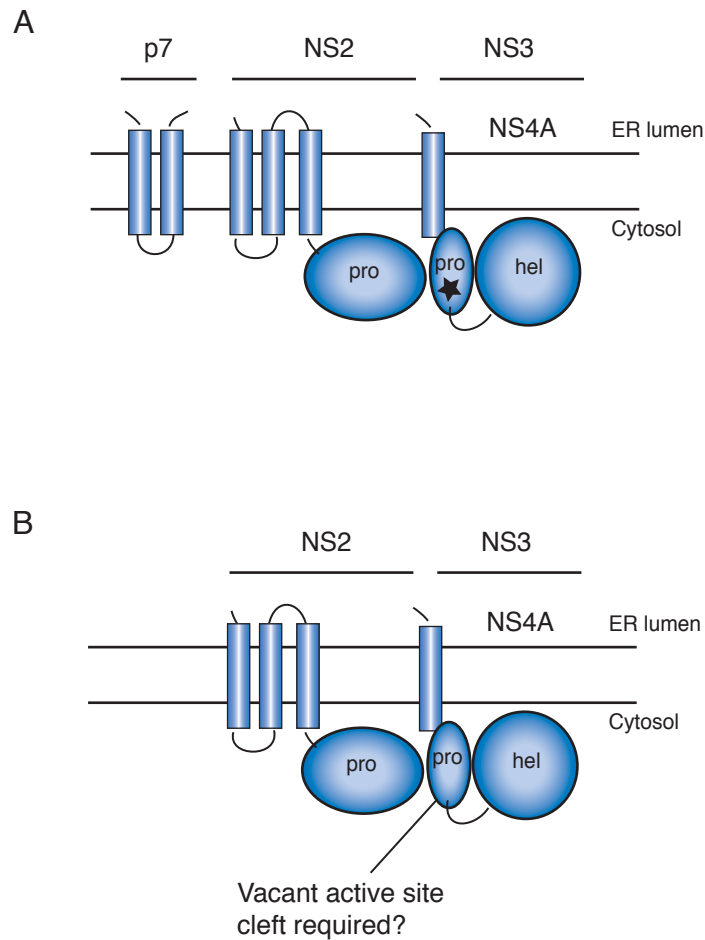 A
p7 NS2 NS3
NS4A ER lumen
Cytosol
pro pro hel
B
NS2 NS3
NS4A ER lumen
Cytosol
pro pro hel
Vacant active site
cleft required?